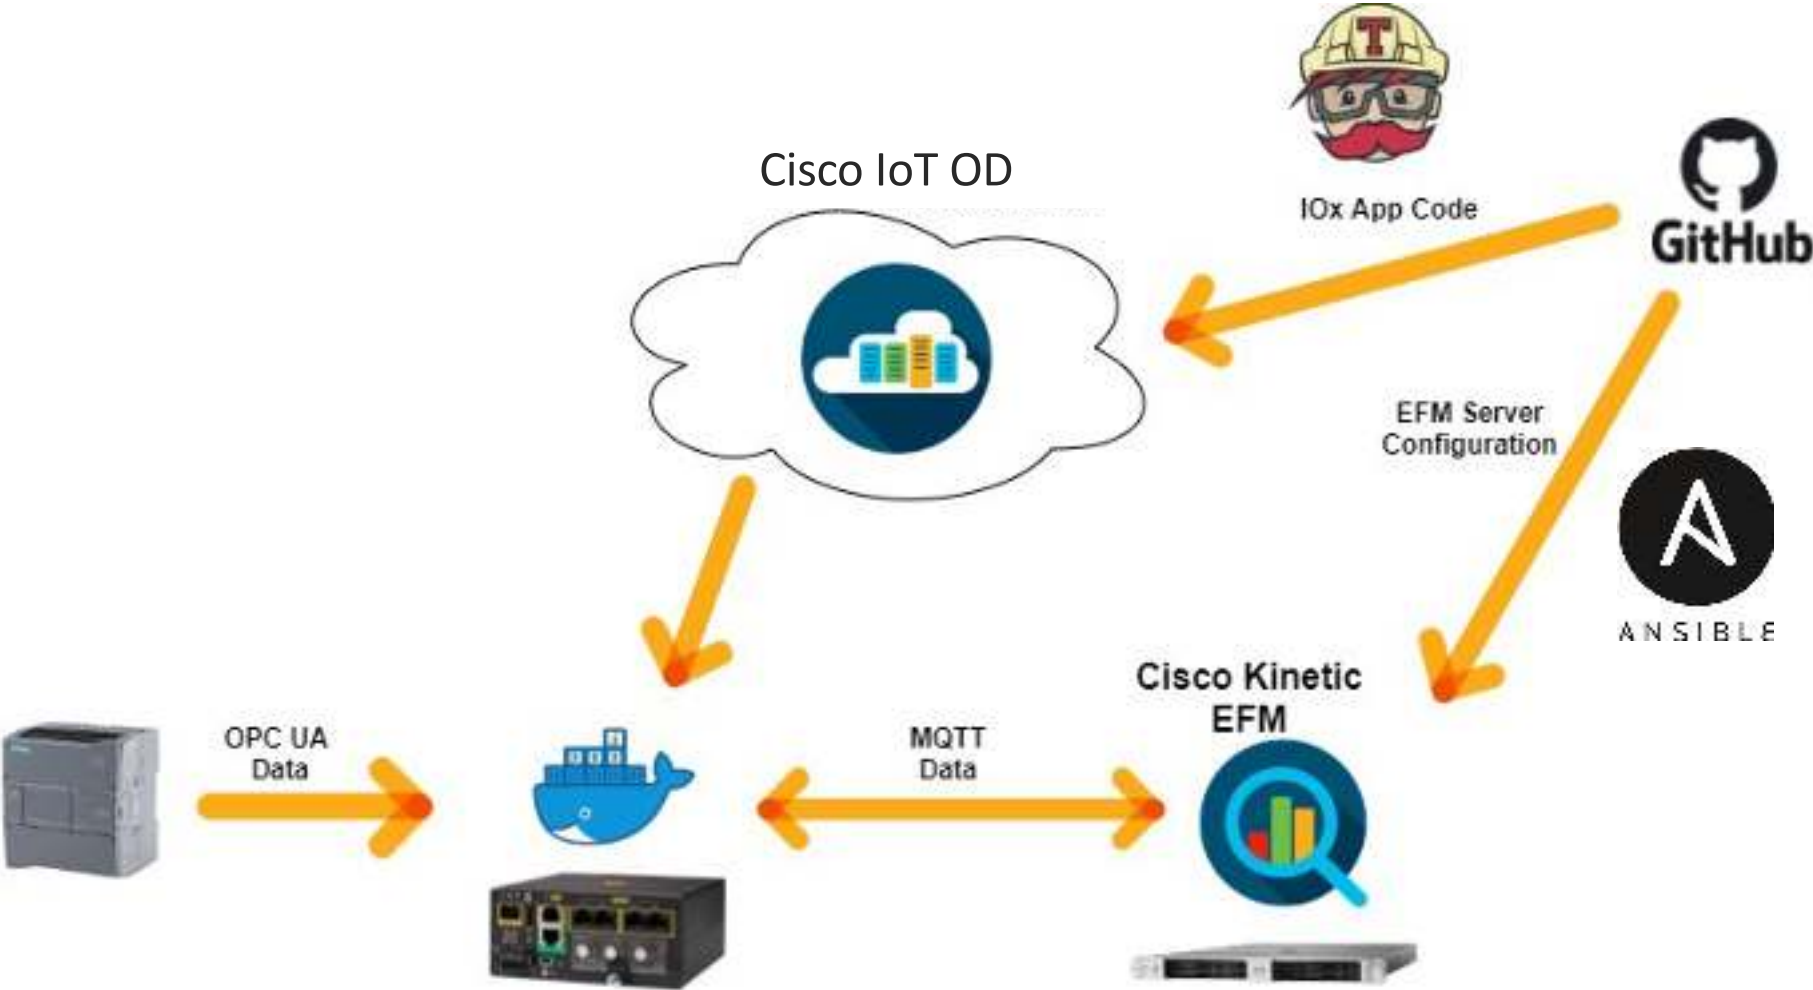 T
Cisco IoT OD
IOx App Code
GitHub
EFM Server
Configuration
ANSIBLE
Cisco Kinetic
EFM
OPC UA
Data
MQTT
Data